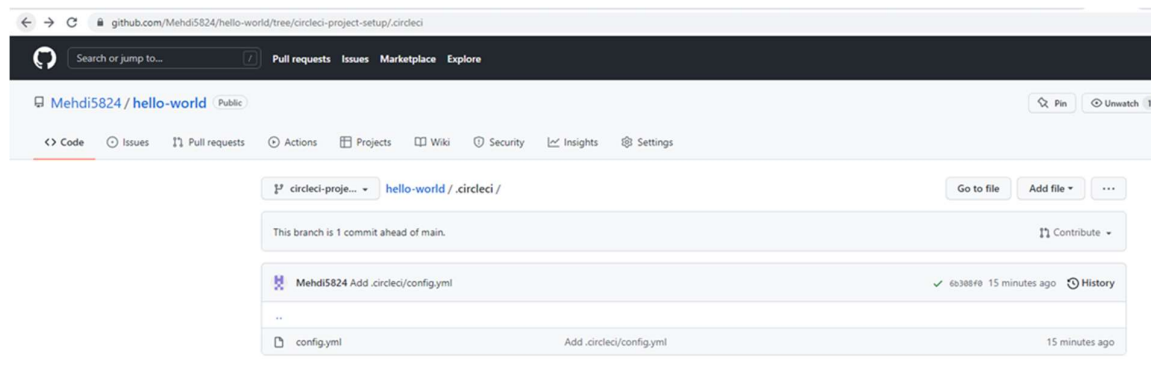 github.com/Mehdi5824/hello-world/tree/circleci-project-setup/.circleci
Search or jump to... / Pull requests Issues Marketplace Explore
Mehdi5824 / hello-world Public Pin Unwatch 1
<> Code Issues Pull requests Actions Projects Wiki Security Insights Settings
circleci-proje... hello-world / .circleci / Go to file Add file ...
This branch is 1 commit ahead of main. Contribute
Mehdi5824 Add .circleci/config.yml 6b308f0 15 minutes ago History
..
config.yml Add .circleci/config.yml 15 minutes ago